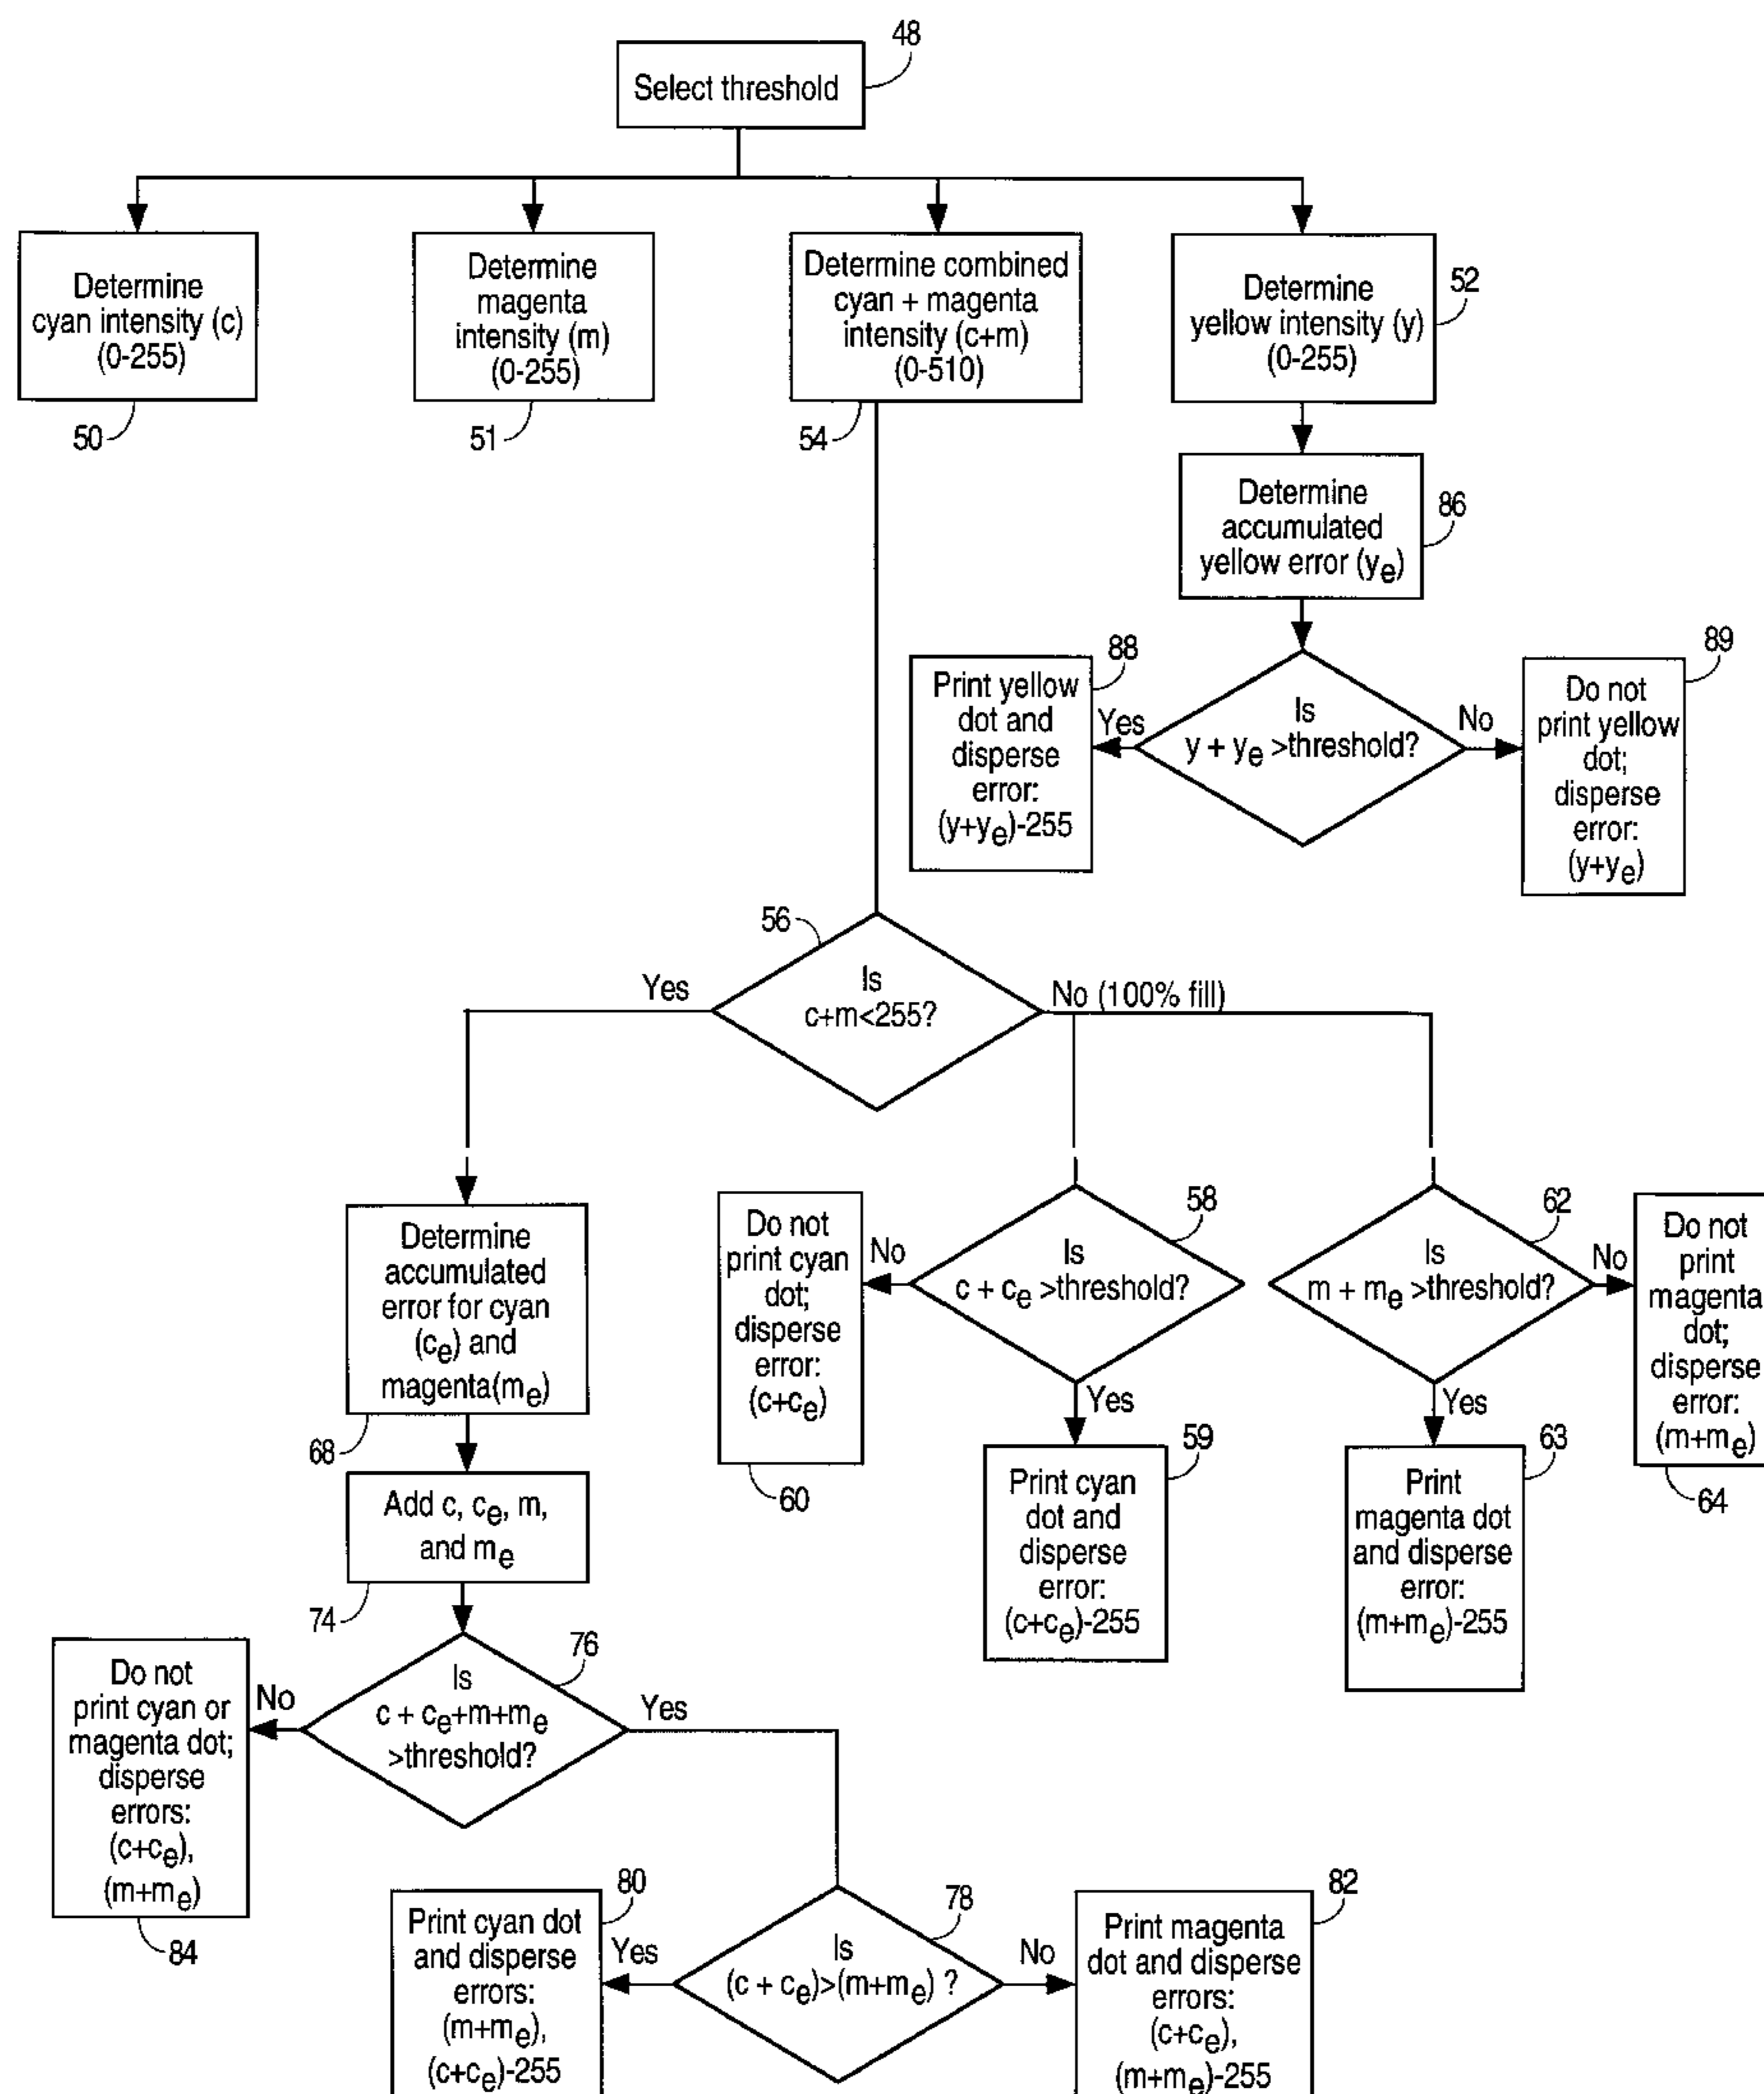 48
Select threshold
Determine
cyan intensity (c)
(0-255)
50
Determine
magenta
intensity (m)
(0-255)
51
Determine combined
cyan + magenta
intensity (c+m)
(0-510)
54
Determine
yellow intensity (y)
(0-255)
52
Determine
accumulated
yellow error (ye)
86
Is
y + ye >threshold?
Yes
No
88
Print yellow
dot and
disperse
error:
(y+ye)-255
89
Do not
print yellow
dot;
disperse
error:
(y+ye)
56
Is
c+m<255?
Yes
No (100% fill)
Determine
accumulated
error for cyan
(ce) and
magenta(me)
68
Add c, ce, m,
and me
74
58
Is
c + ce >threshold?
No
Yes
Do not
print cyan
dot;
disperse
error:
(c+ce)
60
59
Print cyan
dot and
disperse
error:
(c+ce)-255
62
Is
m + me >threshold?
No
Yes
Do not
print
magenta
dot;
disperse
error:
(m+me)
64
63
Print
magenta dot
and disperse
error:
(m+me)-255
76
Is
c + ce+m+me
>threshold?
No
Yes
Do not
print cyan or
magenta dot;
disperse
errors:
(c+ce),
(m+me)
84
78
Is
(c + ce)>(m+me) ?
Yes
No
80
Print cyan dot
and disperse
errors:
(m+me),
(c+ce)-255
82
Print magenta
dot and disperse
errors:
(c+ce),
(m+me)-255